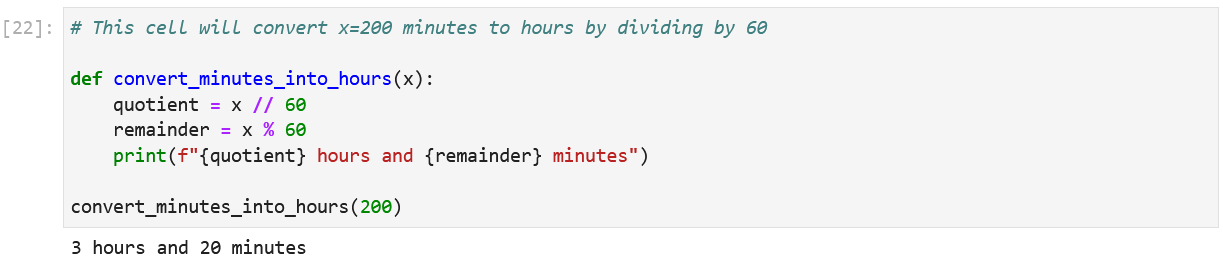 [22]: # This cell will convert x=200 minutes to hours by dividing by 60
def convert_minutes_into_hours(x):
    quotient = x // 60
    remainder = x % 60
    print(f"{quotient} hours and {remainder} minutes")
convert_minutes_into_hours(200)
3 hours and 20 minutes